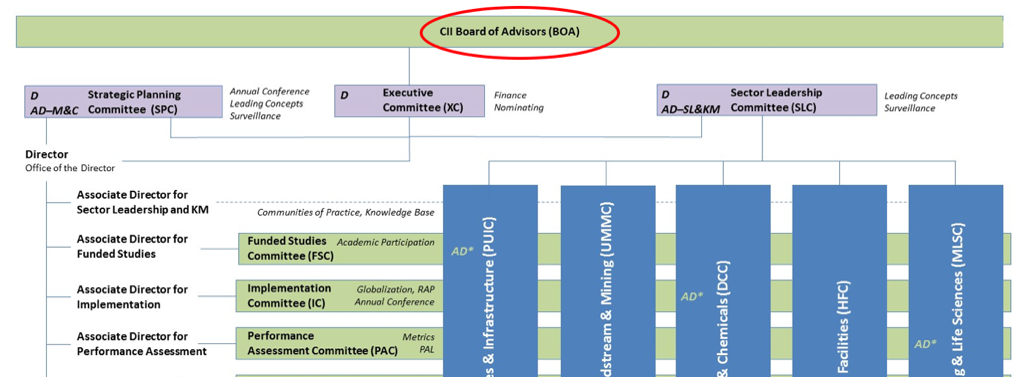 CII Board of Advisors (BOA)
D
AD–M&C
Strategic Planning
Committee (SPC)
Annual Conference
Leading Concepts
Surveillance
D
Executive
Committee (XC)
Finance
Nominating
D
AD–SL&KM
Sector Leadership
Committee (SLC)
Leading Concepts
Surveillance
Director
Office of the Director
Associate Director for
Sector Leadership and KM
Communities of Practice, Knowledge Base
Associate Director for
Funded Studies
Funded Studies
Committee (FSC)
Academic Participation
Associate Director for
Implementation
Implementation
Committee (IC)
Globalization, RAP
Annual Conference
Associate Director for
Performance Assessment
Performance
Assessment Committee (PAC)
Metrics
PAL
AD*
& Infrastructure (PUIC)
& Mining (UMMC)
AD*
& Chemicals (DCC)
Facilities (HFC)
AD*
& Life Sciences (MLSC)